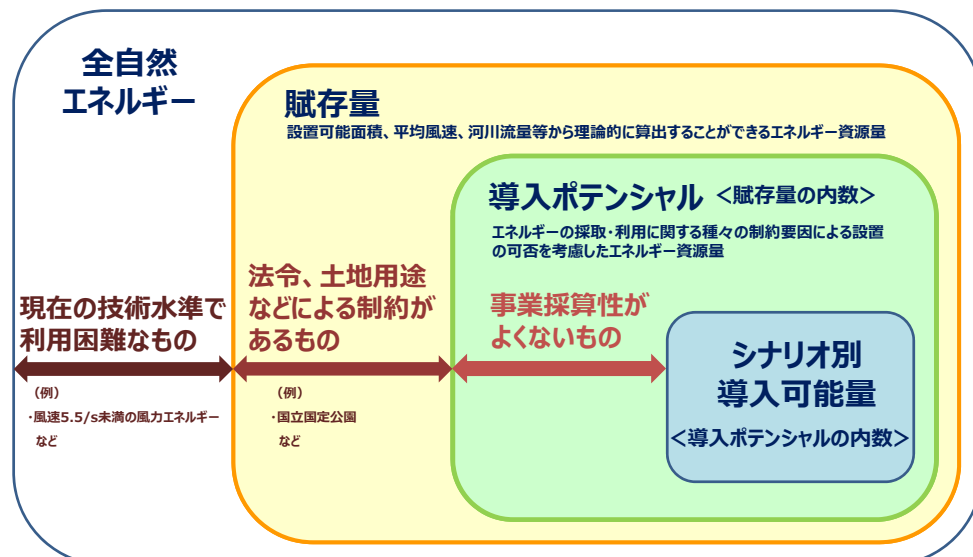 全自然
エネルギー
賦存量
設置可能面積、平均風速、河川流量等から理論的に算出することができるエネルギー資源量
導入ポテンシャル <賦存量の内数>
エネルギーの採取・利用に関する種々の制約要因による設置
の可否を考慮したエネルギー資源量
現在の技術水準で
利用困難なもの
(例)
・風速5.5/s未満の風力エネルギー
など
法令、土地用途
などによる制約が
あるもの
(例)
・国立国定公園
など
事業採算性が
よくないもの
シナリオ別
導入可能量
<導入ポテンシャルの内数>